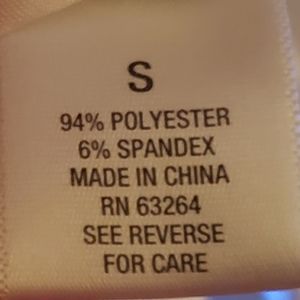 S
94% POLYESTER
6% SPANDEX
MADE IN CHINA
RN 63264
SEE REVERSE
FOR CARE